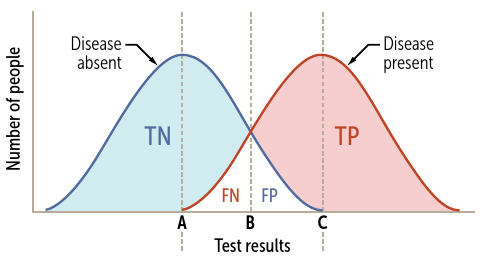 Number of people
Disease
absent
Disease
present
TN
TP
FN
FP
A
B
C
Test results